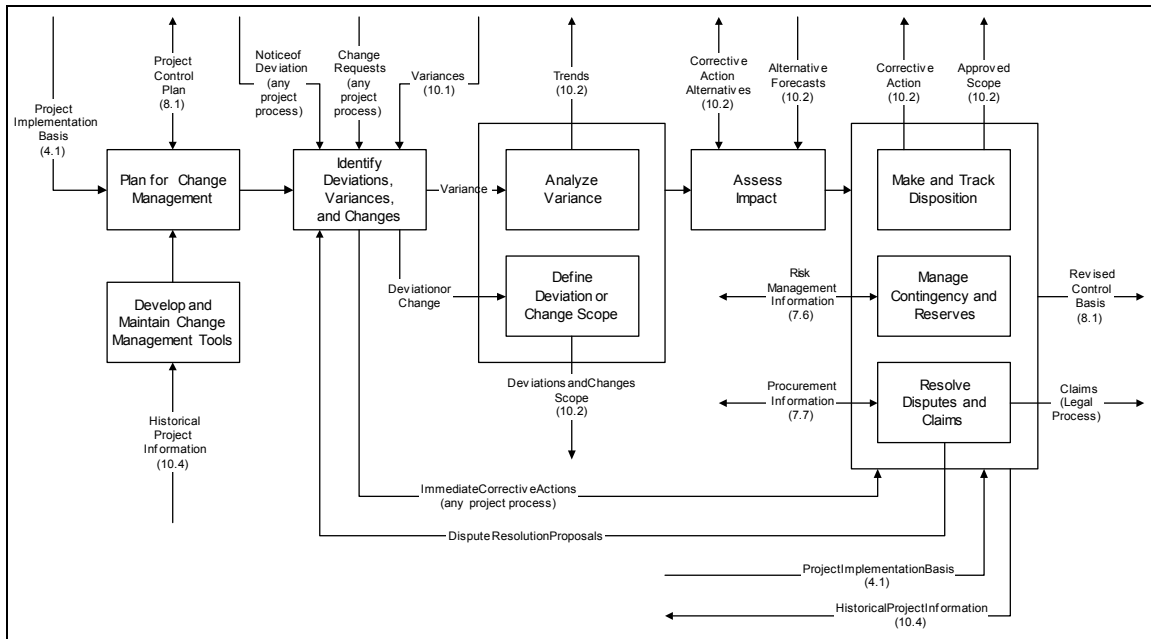 Project
Implementation
Basis
(4.1)
Project
Control
Plan
(8.1)
Noticeof
Deviation
(any
project
process)
Change
Requests
(any
project
process)
Variances
(10.1)
Trends
(10.2)
Corrective
Action
Alternatives
(10.2)
Alternative
Forecasts
(10.2)
Corrective
Action
(10.2)
Approved
Scope
(10.2)
Plan for Change
Management
Identify
Deviations,
Variances,
and Changes
Variance
Analyze
Variance
Assess
Impact
Make and Track
Disposition
Develop and
Maintain Change
Management Tools
Deviationor
Change
Define
Deviation or
Change Scope
Risk
Management
Information
(7.6)
Manage
Contingency and
Reserves
Revised
Control
Basis
(8.1)
Historical
Project
Information
(10.4)
DeviationsandChanges
Scope
(10.2)
Procurement
Information
(7.7)
Resolve
Disputes and
Claims
Claims
(Legal
Process)
ImmediateCorrectiveActions
(any project process)
DisputeResolutionProposals
ProjectImplementationBasis
(4.1)
HistoricalProjectInformation
(10.4)